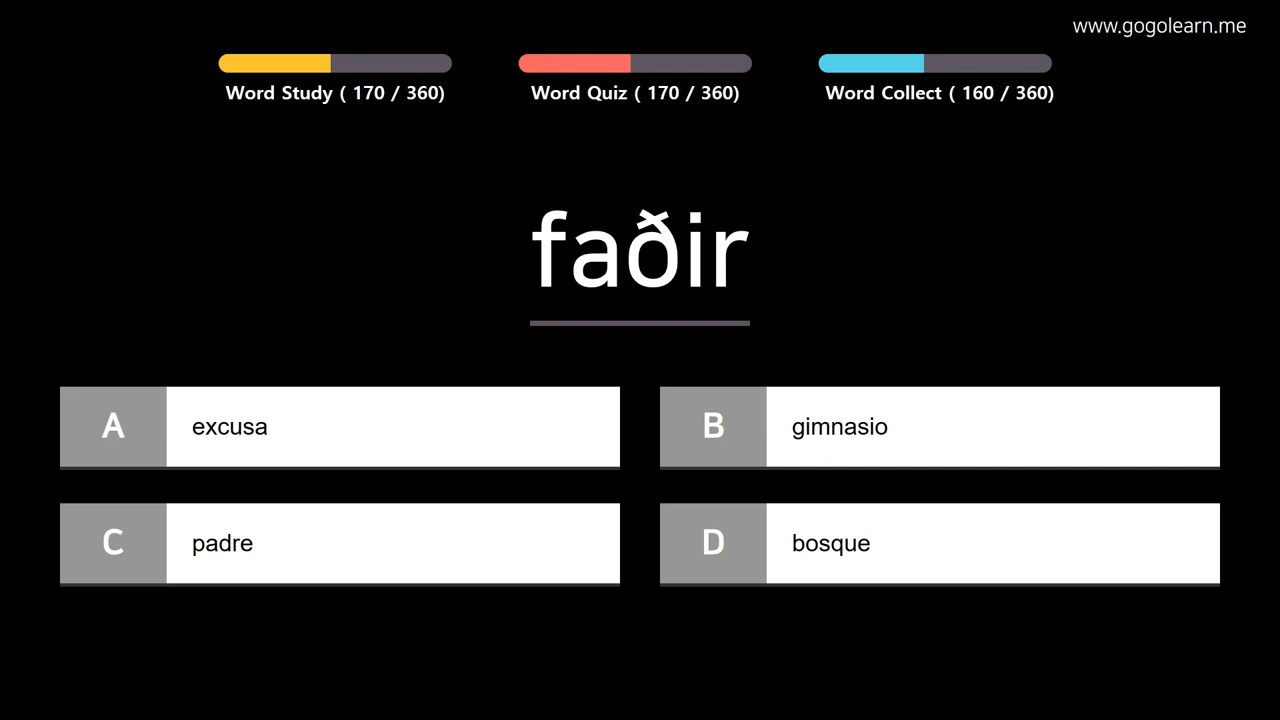 www.gogolearn.me
Word Study ( 170 / 360)
Word Quiz ( 170 / 360)
Word Collect ( 160 / 360)
faðir
A excusa
B gimnasio
C padre
D bosque